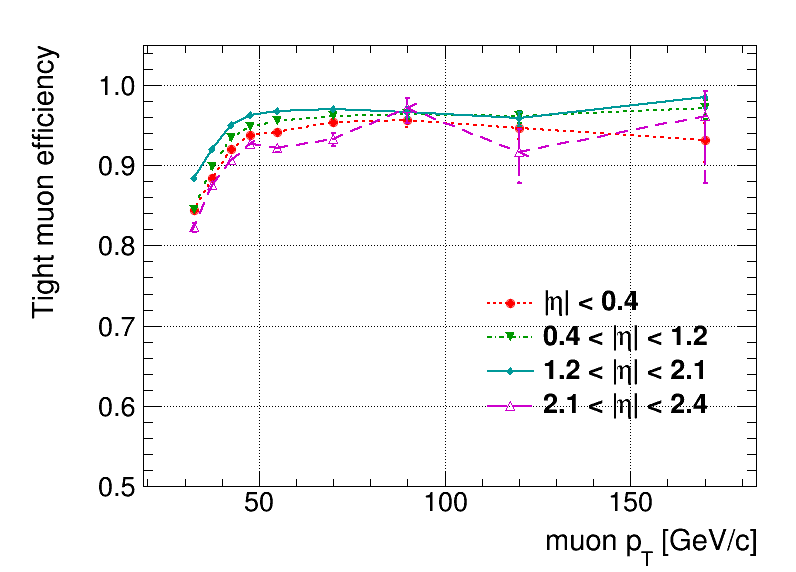 Tight muon efficiency
1.0
0.9
0.8
0.7
0.6
0.5
|η| < 0.4
0.4 < |η| < 1.2
1.2 < |η| < 2.1
2.1 < |η| < 2.4
50 100 150
muon p_T [GeV/c]